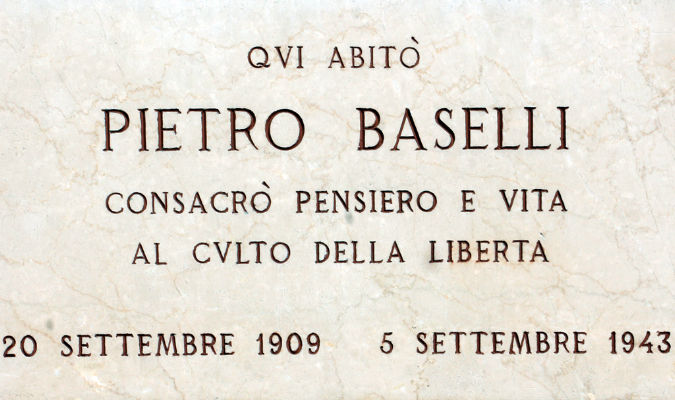 QVI ABITÒ
PIETRO BASELLI
CONSACRÒ PENSIERO E VITA
AL CVLTO DELLA LIBERTÀ
20 SETTEMBRE 1909 5 SETTEMBRE 1943